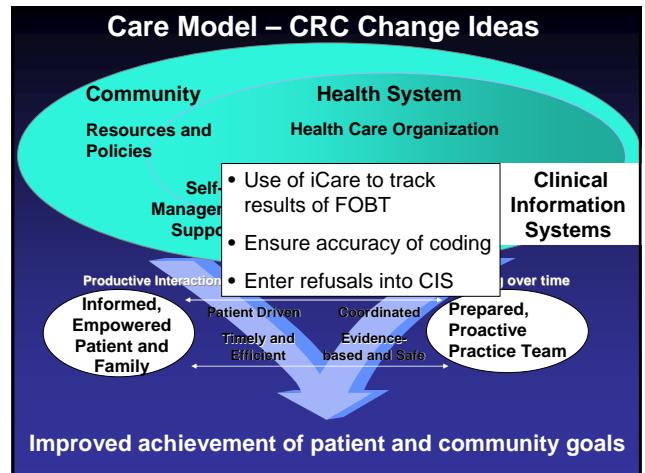 Care Model – CRC Change Ideas
Community
Health System
Resources and
Policies
Health Care Organization
Self-
Manage
Suppo
• Use of iCare to track
results of FOBT
• Ensure accuracy of coding
• Enter refusals into CIS
Clinical
Information
Systems
Productive Interaction
g over time
Informed,
Empowered
Patient and
Family
Patient Driven
Coordinated
Timely and
Efficient
Evidence-
based and Safe
Prepared,
Proactive
Practice Team
Improved achievement of patient and community goals